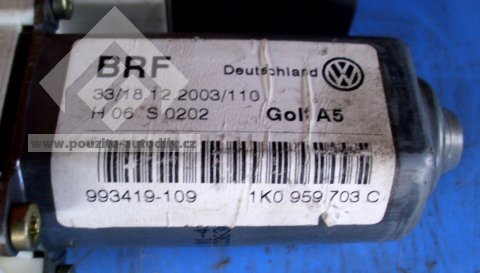 BRF Deutschland
33/18.12.2003/110
H 06 S 0202 Golf A5
www.pouzite-autodily.cz
993419-109 1K0 959 703 C